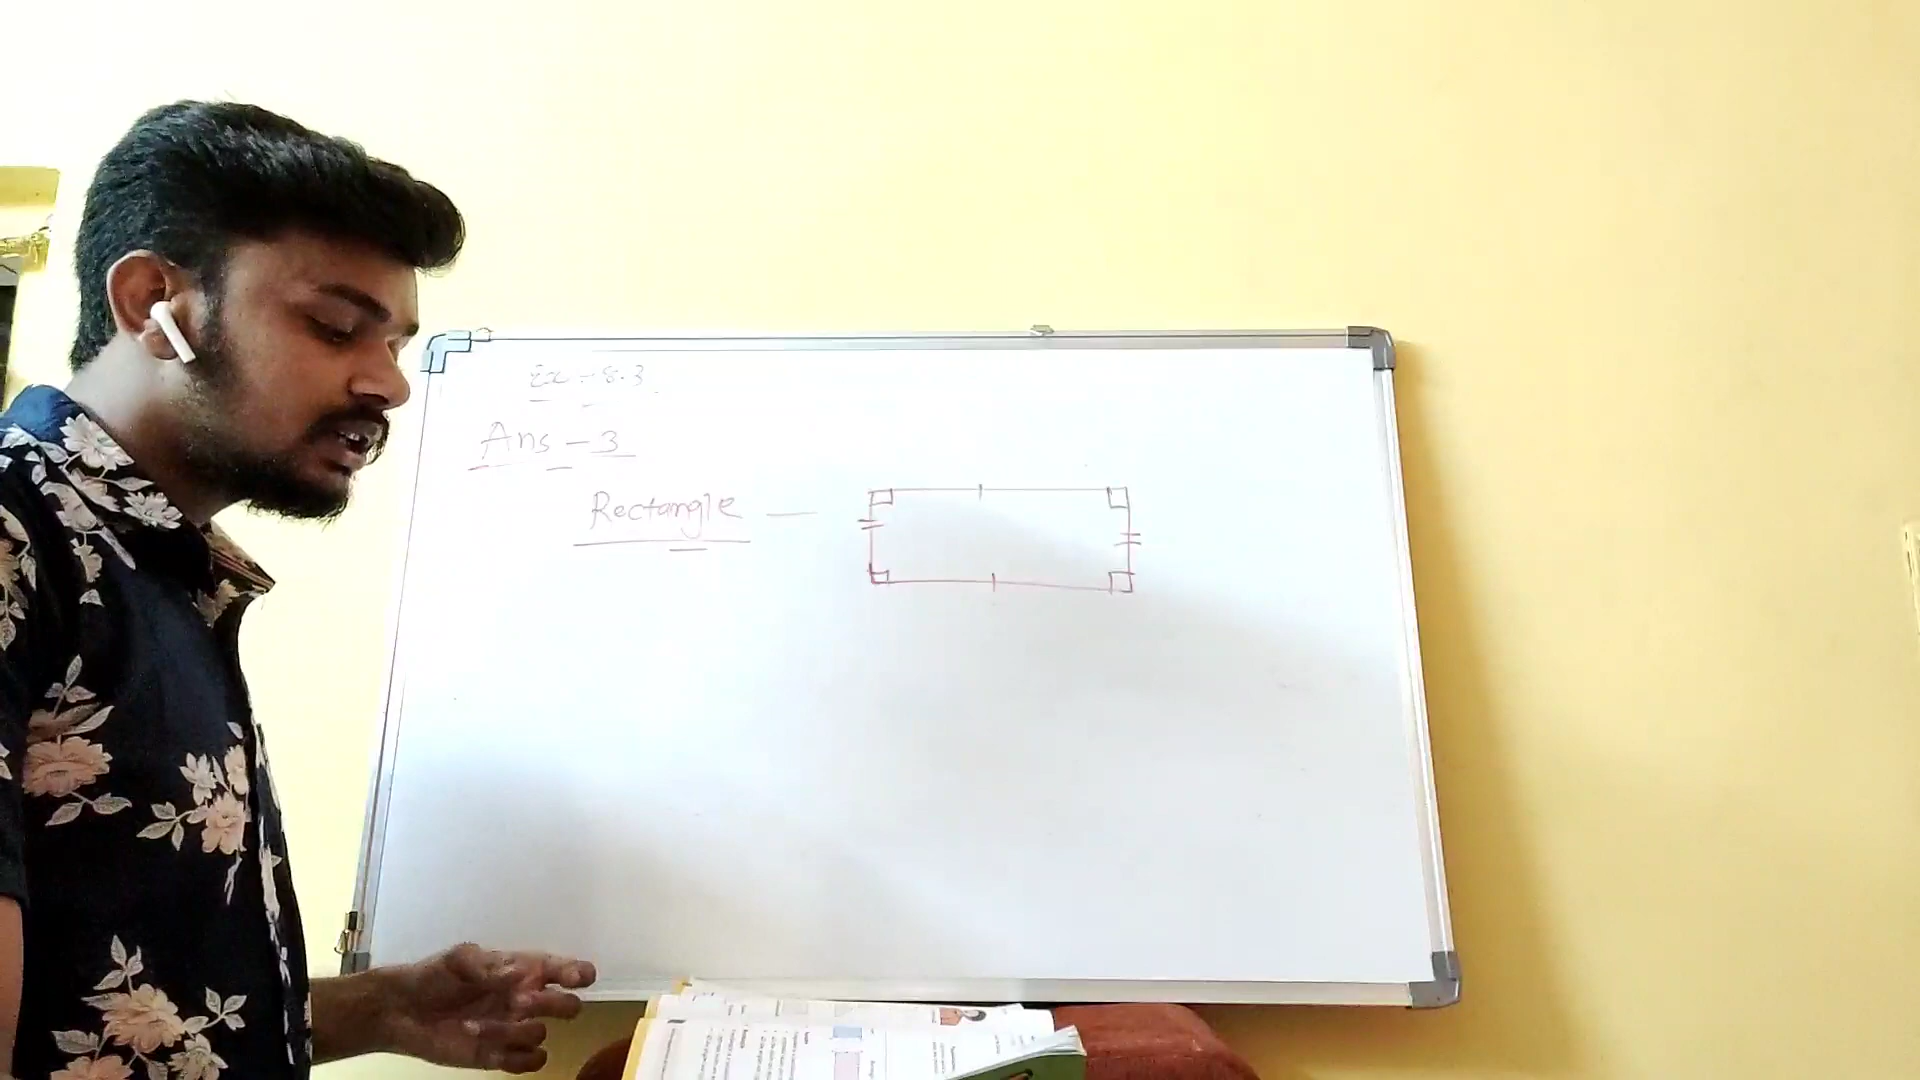 Ex - 8.3
Ans - 3
Rectangle —